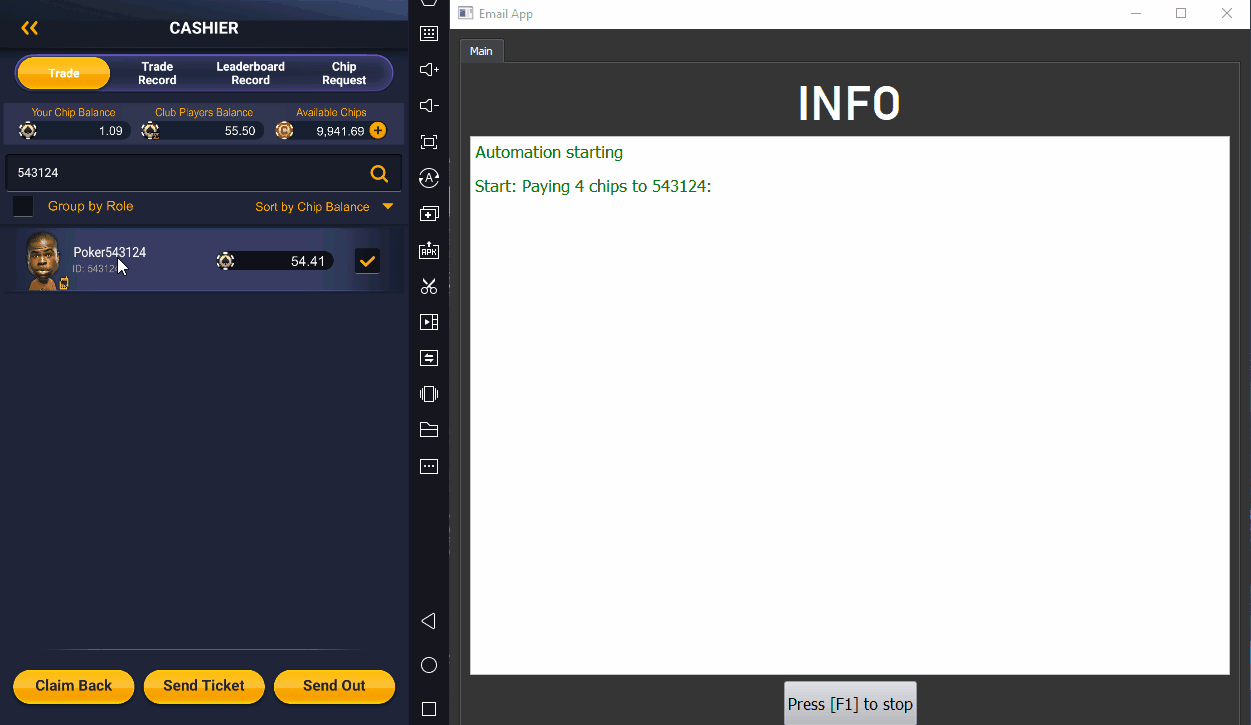 CASHIER
Trade
Trade Record
Leaderboard Record
Chip Request
Your Chip Balance
Club Players Balance
Available Chips
1.09
55.50
9,941.69
543124
Group by Role
Sort by Chip Balance
Poker543124
54.41
Claim Back
Send Ticket
Send Out
A
APK
Email App
Main
INFO
Automation starting
Start: Paying 4 chips to 543124:
Press [F1] to stop